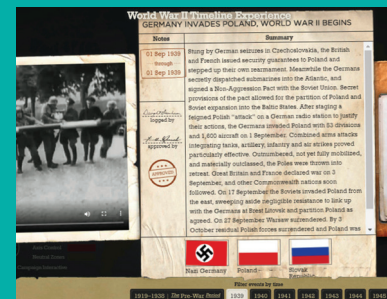 World War II Timeline Experience
GERMANY INVADES POLAND, WORLD WAR II BEGINS
Notes
Summary
01 Sep 1939
through
01 Sep 1939
logged by
approved by
APPROVED
Stung by German seizures in Czechoslovakia, the British
and French issued security guarantees to Poland and
stepped up their own rearmament. Meanwhile the Germans
secretly dispatched submarines into the Atlantic, and
signed a Non-Aggression Pact with the Soviet Union. Secret
provisions of the pact allowed for the partition of Poland and
Soviet expansion into the Baltic States. After staging a
feigned Polish "attack" on a German radio station to justify
their actions, the Germans invaded Poland with 53 divisions
and 1,600 aircraft on 1 September. Combined arms attacks
integrating tanks, artillery, infantry and air strikes proved
particularly effective. Outnumbered, not yet fully mobilized,
and materially outclassed, the Poles were thrown into
retreat. Great Britain and France declared war on 3
September, and other Commonwealth nations soon
followed. On 17 September the Soviets invaded Poland from
the east, sweeping aside negligible resistance to link up
with the Germans at Brest Litovsk and partition Poland as
agreed. On 27 September Warsaw surrendered. By 3
October residual Polish forces surrendered and Poland was
Nazi Germany
Poland
Slovak
Filter events by time
1919-1938 : The Pre-War Period
1939
1940
1941
1942
1943
1944
1945